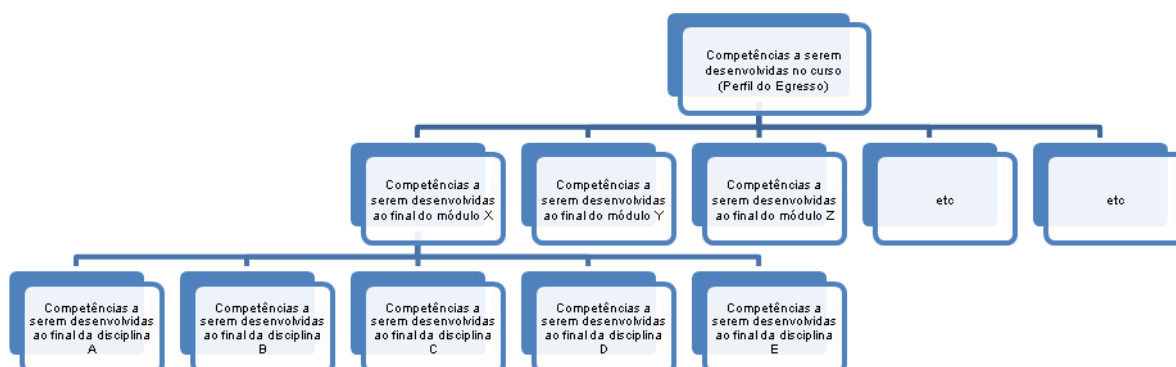 Competências a serem
desenvolvidas no curso
(Perfil do Egresso)
Competências a
serem desenvolvidas
ao final do módulo X
Competências a
serem desenvolvidas
ao final do módulo Y
Competências a
serem desenvolvidas
ao final do módulo Z
etc
etc
Competências a
serem desenvolvidas
ao final da disciplina
A
Competências a
serem desenvolvidas
ao final da disciplina
B
Competências a
serem desenvolvidas
ao final da disciplina
C
Competências a
serem desenvolvidas
ao final da disciplina
D
Competências a
serem desenvolvidas
ao final da disciplina
E